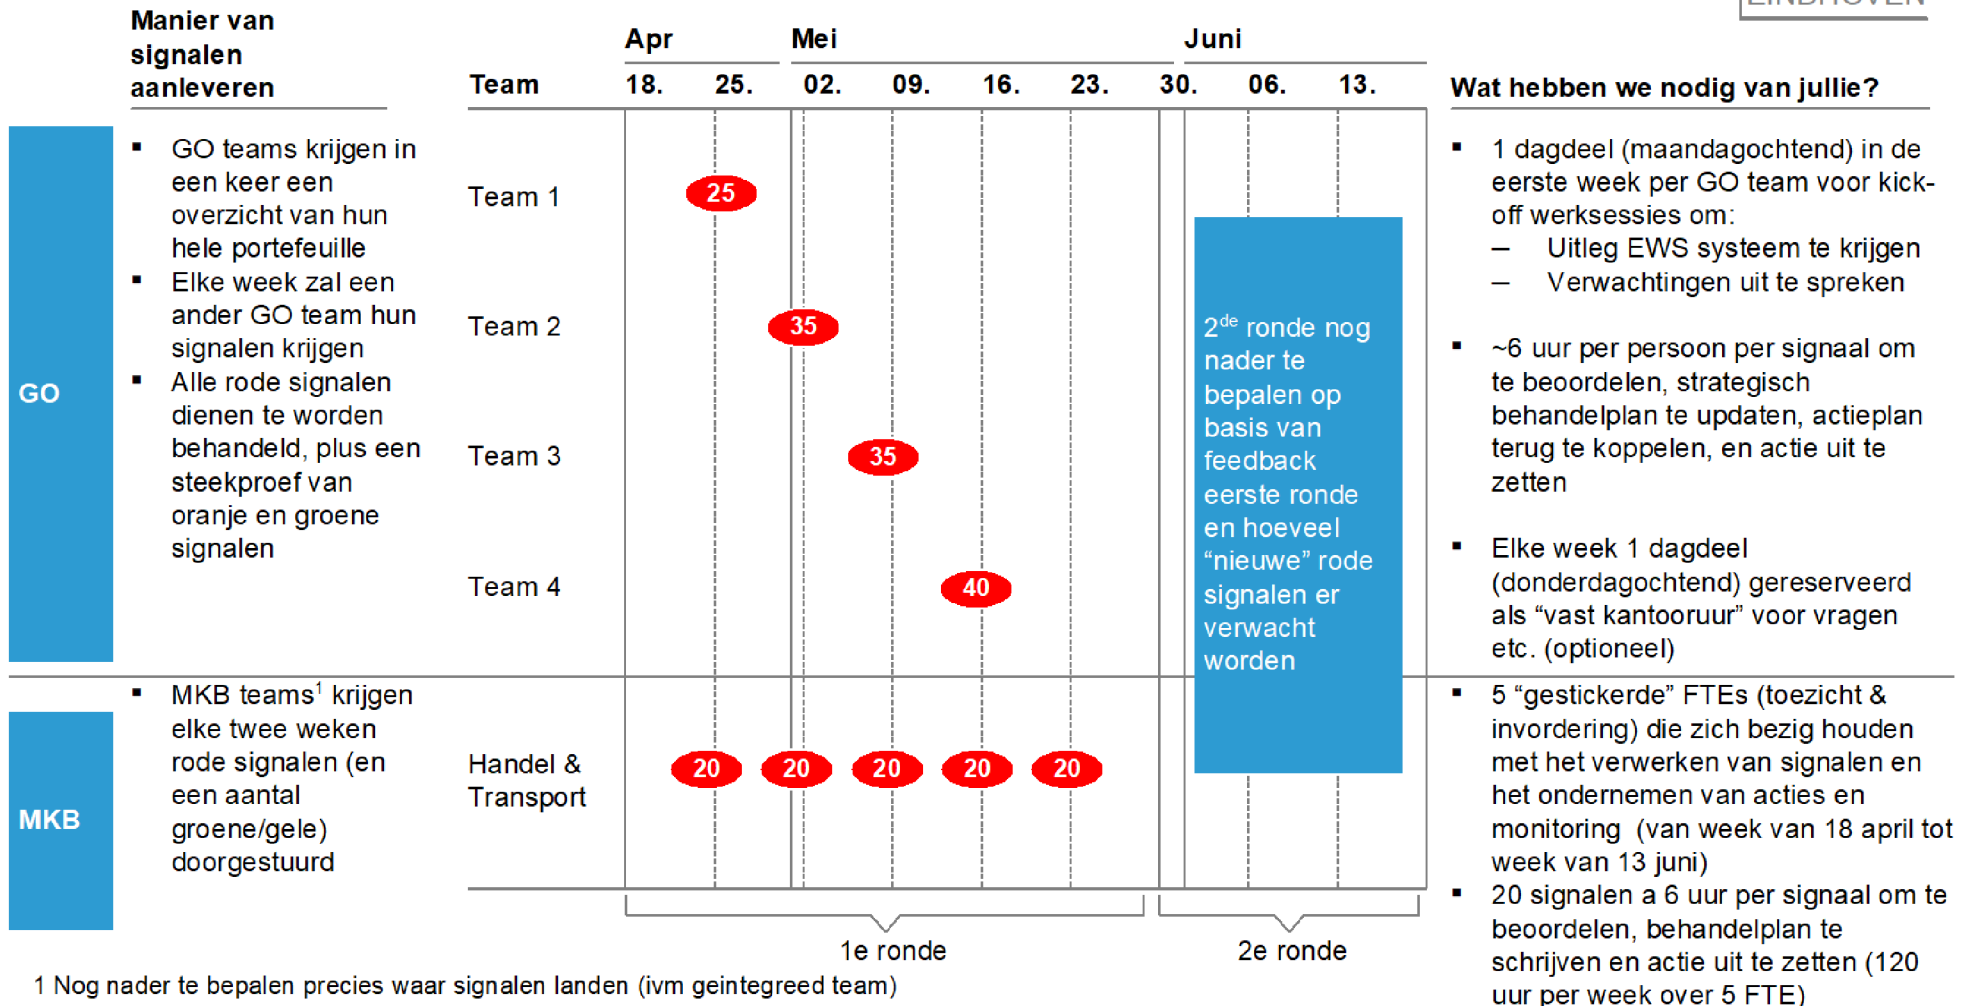 EINDHOVEN
Manier van
signalen
aanleveren
Team
Apr
Mei
Juni
18. 25. 02. 09. 16. 23. 30. 06. 13.
Wat hebben we nodig van jullie?
GO
▪ GO teams krijgen in
een keer een
overzicht van hun
hele portefeuille
▪ Elke week zal een
ander GO team hun
signalen krijgen
▪ Alle rode signalen
dienen te worden
behandeld, plus een
steekproef van
oranje en groene
signalen
Team 1
25
Team 2
35
Team 3
35
Team 4
40
2de ronde nog
nader te
bepalen op
basis van
feedback
eerste ronde
en hoeveel
“nieuwe” rode
signalen er
verwacht
worden
▪ 1 dagdeel (maandagochtend) in de
eerste week per GO team voor kick-
off werksessies om:
– Uitleg EWS systeem te krijgen
– Verwachtingen uit te spreken
▪ ~6 uur per persoon per signaal om
te beoordelen, strategisch
behandelplan te updaten, actieplan
terug te koppelen, en actie uit te
zetten
▪ Elke week 1 dagdeel
(donderdagochtend) gereserveerd
als “vast kantooruur” voor vragen
etc. (optioneel)
MKB
▪ MKB teams1 krijgen
elke twee weken
rode signalen (en
een aantal
groene/gele)
doorgestuurd
Handel &
Transport
20 20 20 20 20
▪ 5 “gestickerde” FTEs (toezicht &
invordering) die zich bezig houden
met het verwerken van signalen en
het ondernemen van acties en
monitoring (van week van 18 april tot
week van 13 juni)
▪ 20 signalen a 6 uur per signaal om te
beoordelen, behandelplan te
schrijven en actie uit te zetten (120
uur per week over 5 FTE)
1e ronde
2e ronde
1 Nog nader te bepalen precies waar signalen landen (ivm geintegreed team)